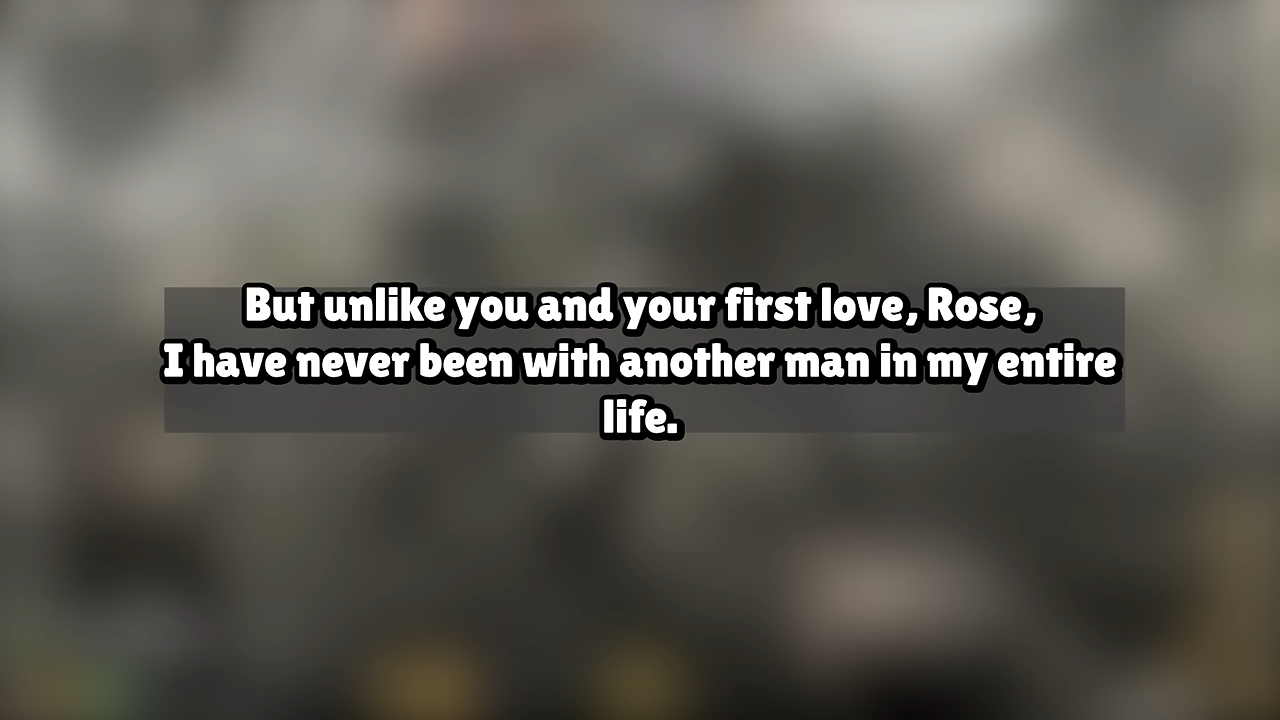 But unlike you and your first love, Rose,
I have never been with another man in my entire
life.